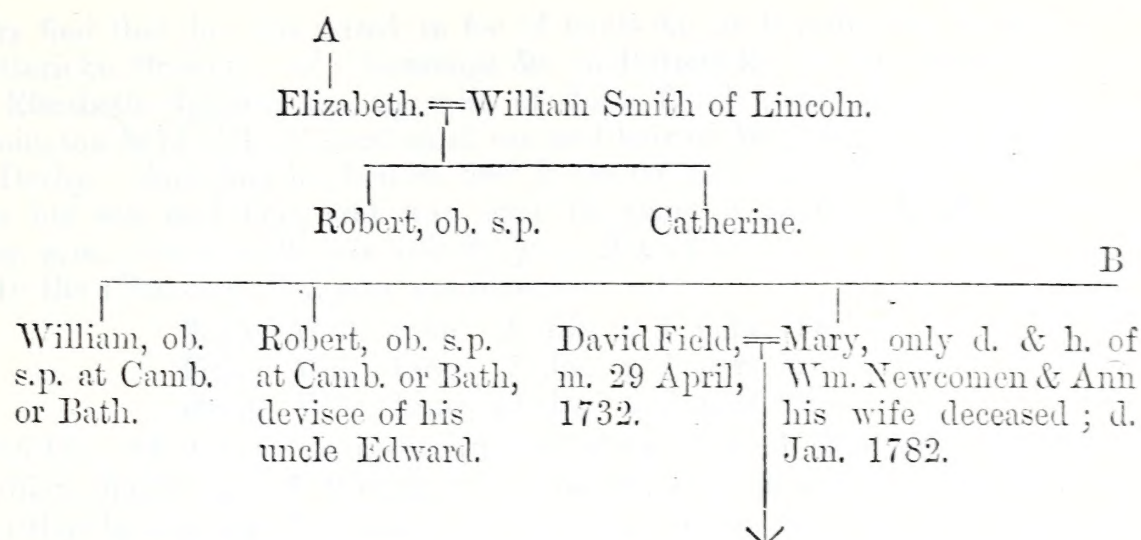 A
Elizabeth. William Smith of Lincoln.
Robert, ob. s.p. Catherine.
B
William, ob.
s.p. at Camb.
or Bath.
Robert, ob. s.p.
at Camb. or Bath,
devisee of his
uncle Edward.
David Field,
m. 29 April,
1732.
Mary, only d. & h. of
Wm. Newcomen & Ann
his wife deceased ; d.
Jan. 1782.